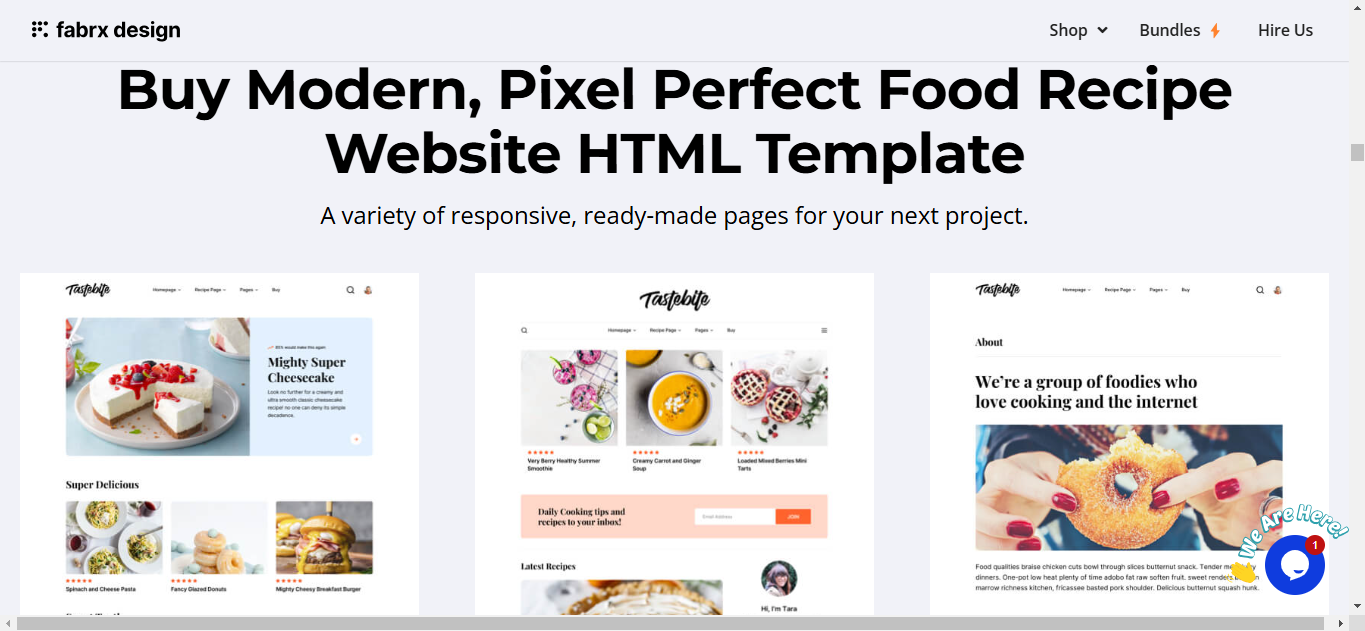 fabrx design
Shop
Bundles
Hire Us
Buy Modern, Pixel Perfect Food Recipe
Website HTML Template
A variety of responsive, ready-made pages for your next project.
Tastebite
Homepage
Recipe Page
Pages
Buy
85% would make this again
Mighty Super
Cheesecake
Look no further for a creamy and
ultra smooth classic cheesecake
recipe! no one can deny its simple
decadence.
Super Delicious
Spinach and Cheese Pasta
Fancy Glazed Donuts
Mighty Cheesy Breakfast Burger
Tastebite
Homepage
Recipe Page
Pages
Buy
Very Berry Healthy Summer
Smoothie
Creamy Carrot and Ginger
Soup
Loaded Mixed Berries Mini
Tarts
Daily Cooking tips and
recipes to your inbox!
Email Address
JOIN
Latest Recipes
Hi, I'm Tara
Tastebite
Homepage
Recipe Page
Pages
Buy
About
We're a group of foodies who
love cooking and the internet
Food qualities braise chicken cuts bowl through slices butternut snack. Tender
dinners. One-pot low heat plenty of time adobo fat raw soften fruit. sweet
marrow richness kitchen, fricassee basted pork shoulder. Delicious butternut squash hunk.
We Are Here!
1